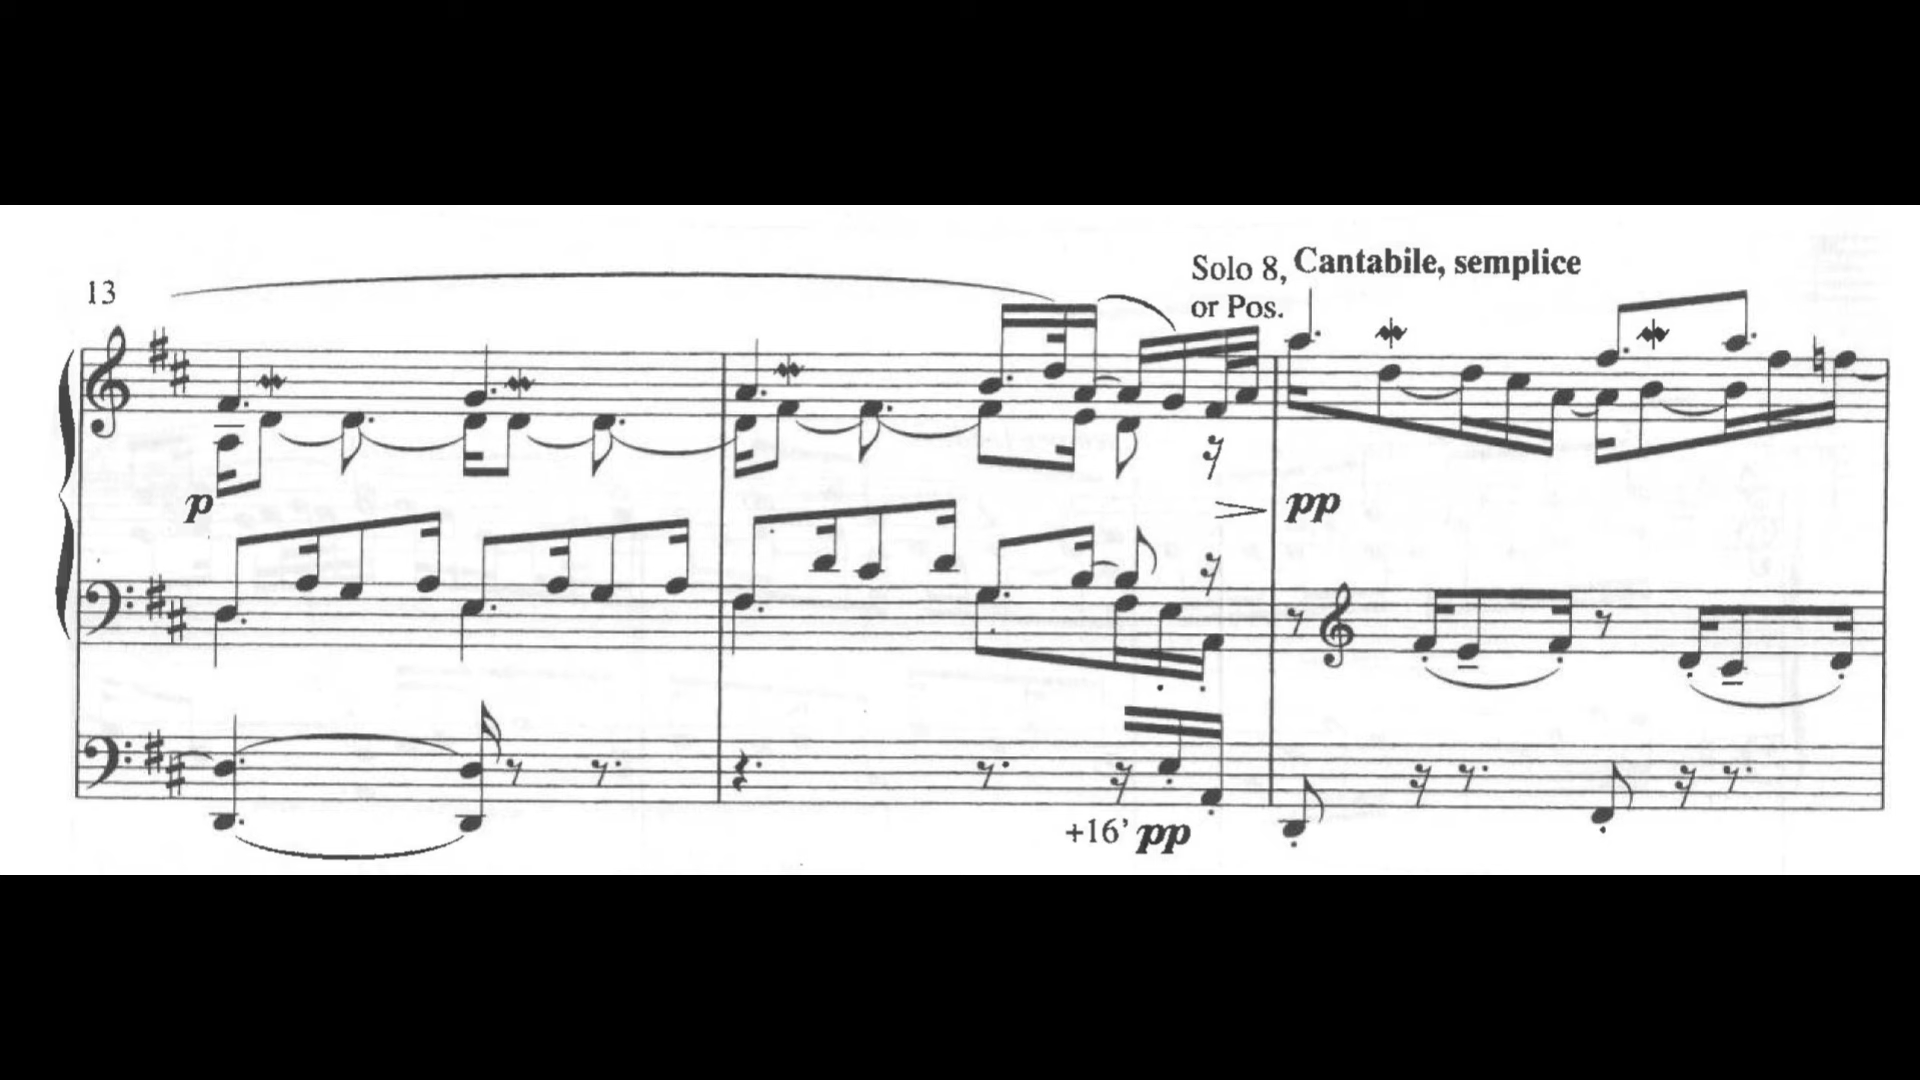 13
Solo 8, Cantabile, semplice
or Pos.
p
pp
+16' pp